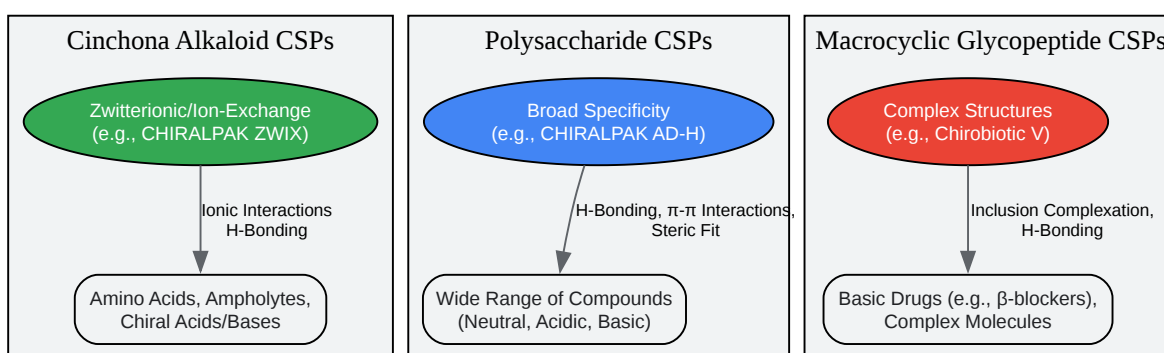 Cinchona Alkaloid CSPs
Zwitterionic/Ion-Exchange
(e.g., CHIRALPAK ZWIX)
Ionic Interactions
H-Bonding
Amino Acids, Ampholytes,
Chiral Acids/Bases
Polysaccharide CSPs
Broad Specificity
(e.g., CHIRALPAK AD-H)
H-Bonding, π-π Interactions,
Steric Fit
Wide Range of Compounds
(Neutral, Acidic, Basic)
Macrocyclic Glycopeptide CSPs
Complex Structures
(e.g., Chirobiotic V)
Inclusion Complexation,
H-Bonding
Basic Drugs (e.g., β-blockers),
Complex Molecules